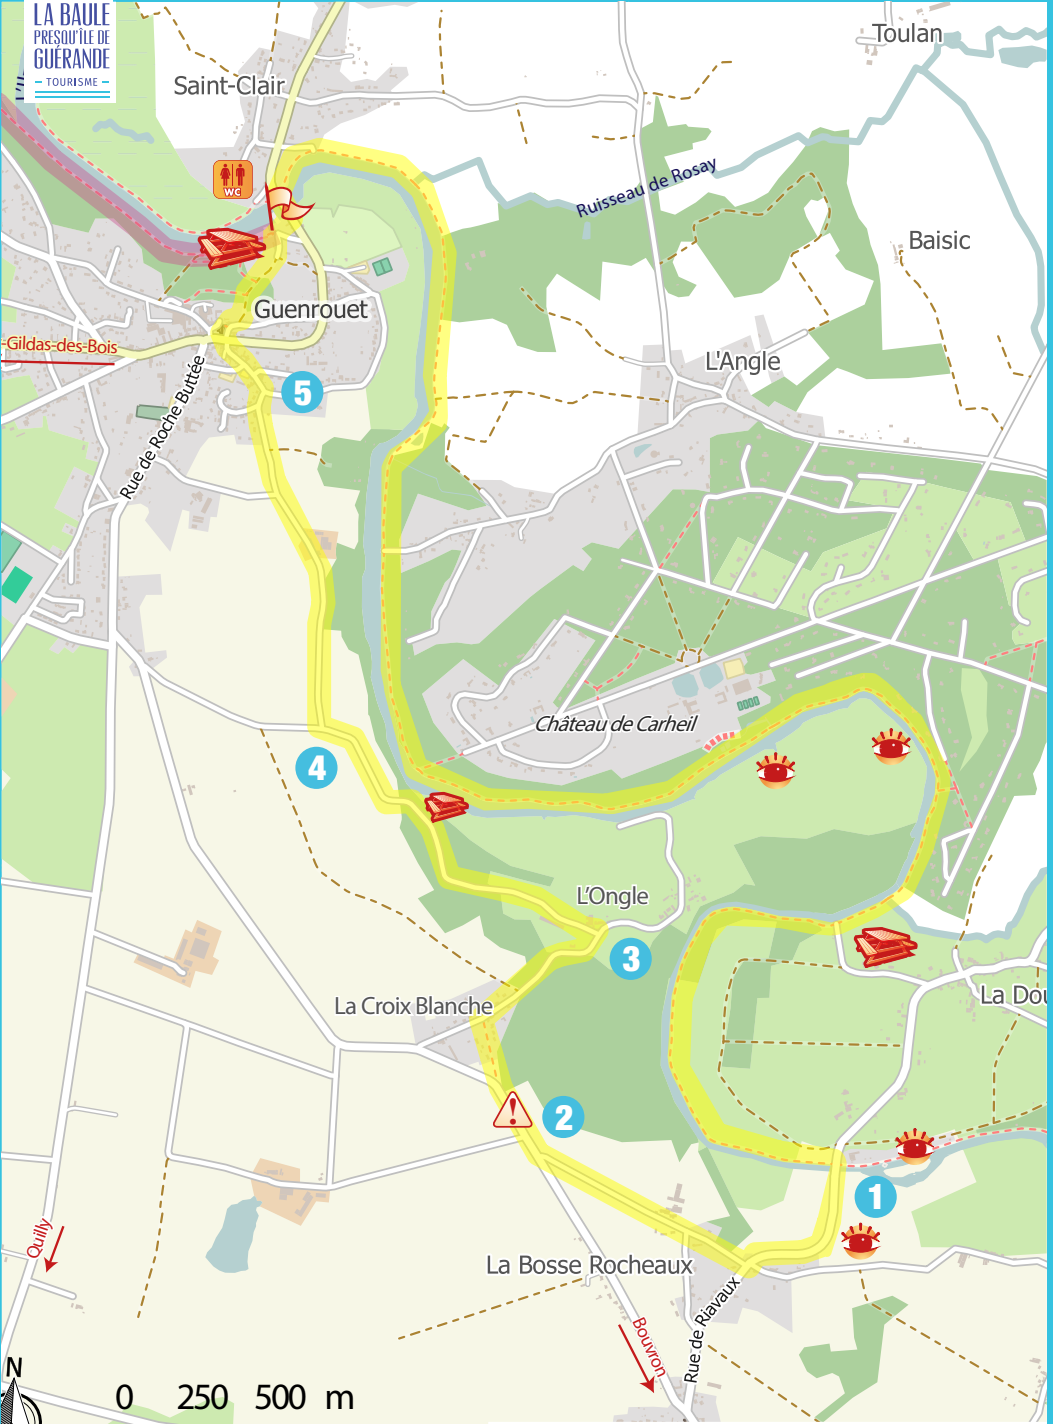 LA BAULE
PRESQU'ÎLE DE
GUÉRANDE
TOURISME
Toulan
Saint-Clair
WC
Ruisseau de Rosay
Baisic
Guenrouet
-Gildas-des-Bois
L'Angle
Rue de Roche Buttée
5
Château de Carheil
4
L'Ongle
3
La Croix Blanche
La Dou
2
1
Quilly
La Bosse Rocheaux
Rue de Riavaux
Bouvron
N
0 250 500 m